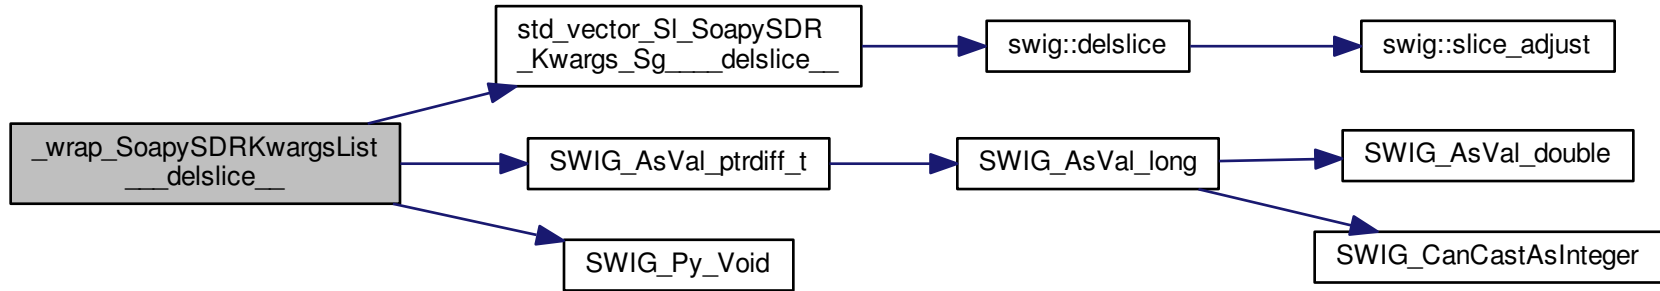 _wrap_SoapySDRKwargsList
___delslice__
std_vector_Sl_SoapySDR
_Kwargs_Sg____delslice__
swig::delslice
swig::slice_adjust
SWIG_AsVal_ptrdiff_t
SWIG_AsVal_long
SWIG_AsVal_double
SWIG_CanCastAsInteger
SWIG_Py_Void